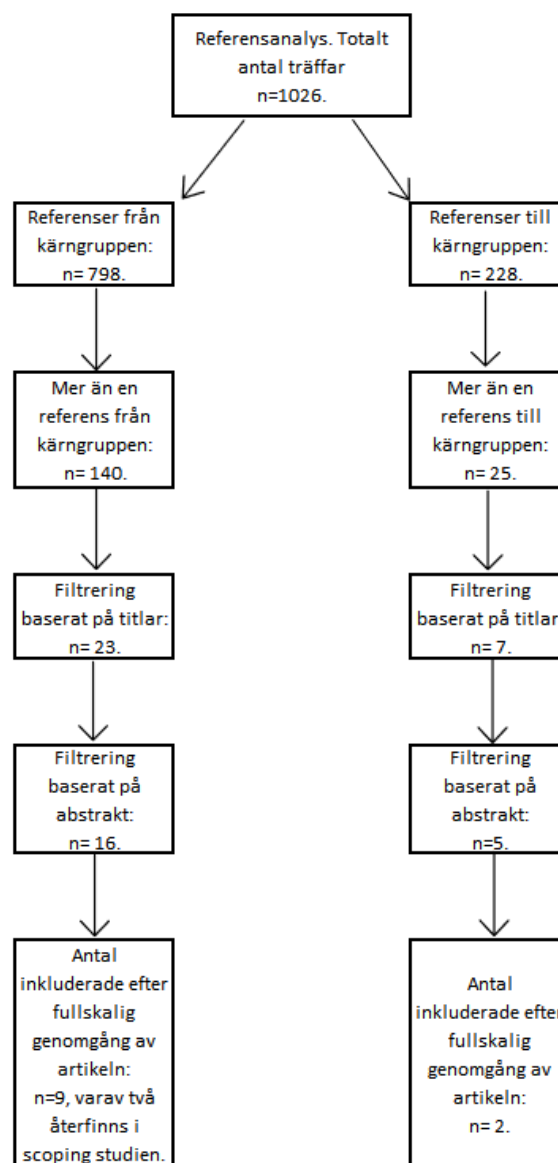 Referensanalys. Totalt
antal träffar
n=1026.
Referenser från
kärngruppen:
n= 798.
Referenser till
kärngruppen:
n= 228.
Mer än en
referens från
kärngruppen:
n= 140.
Mer än en
referens till
kärngruppen:
n= 25.
Filtrering
baserat på titlar:
n= 23.
Filtrering
baserat på titlar
n= 7.
Filtrering
baserat på
abstrakt:
n= 16.
Filtrering
baserat på
abstrakt:
n=5.
Antal
inkluderade efter
fullskalig
genomgång av
artikeln:
n=9, varav två
återfinns i
scoping studien.
Antal
inkluderade efter
fullskalig
genomgång av
artikeln:
n= 2.